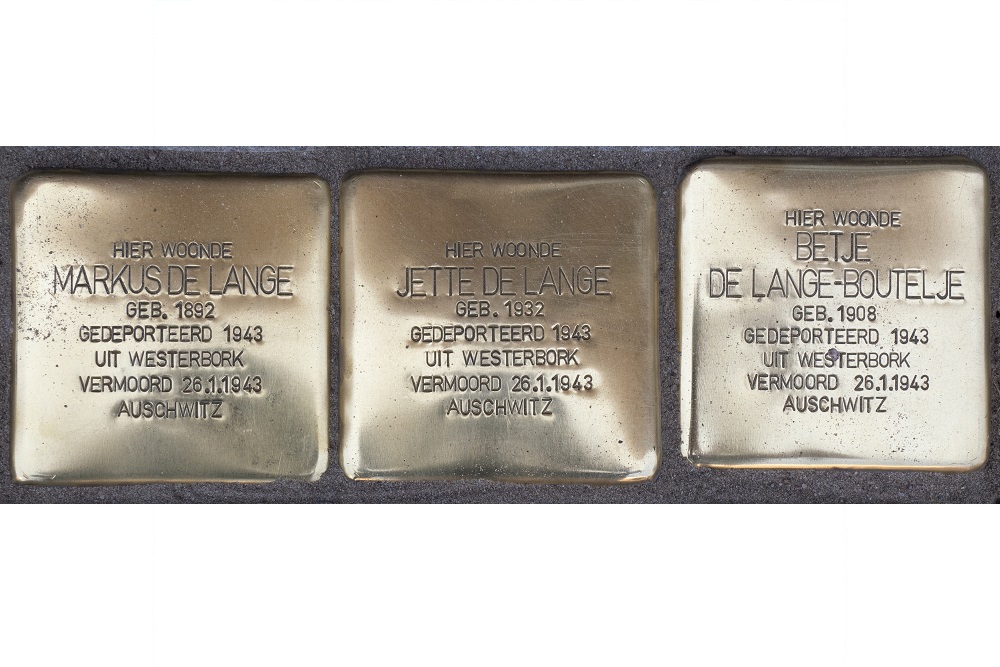 HIER WOONDE
MARKUS DE LANGE
GEB. 1892
GEDEPORTEERD 1943
UIT WESTERBORK
VERMOORD 26.1.1943
AUSCHWITZ
HIER WOONDE
JETTE DE LANGE
GEB. 1932
GEDEPORTEERD 1943
UIT WESTERBORK
VERMOORD 26.1.1943
AUSCHWITZ
HIER WOONDE
BETJE
DE LANGE-BOUTELJE
GEB. 1908
GEDEPORTEERD 1943
UIT WESTERBORK
VERMOORD 26.1.1943
AUSCHWITZ